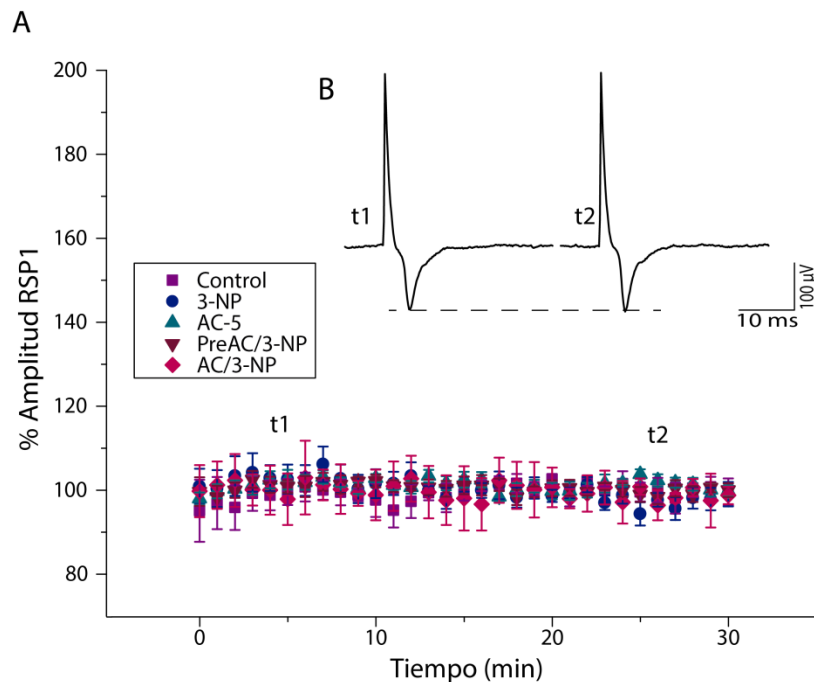 A
200
180
160
140
120
100
80
% Amplitud RSP1
B
t1
t2
100 µV
10 ms
Control
3-NP
AC-5
PreAC/3-NP
AC/3-NP
t1
t2
0
10
20
30
Tiempo (min)